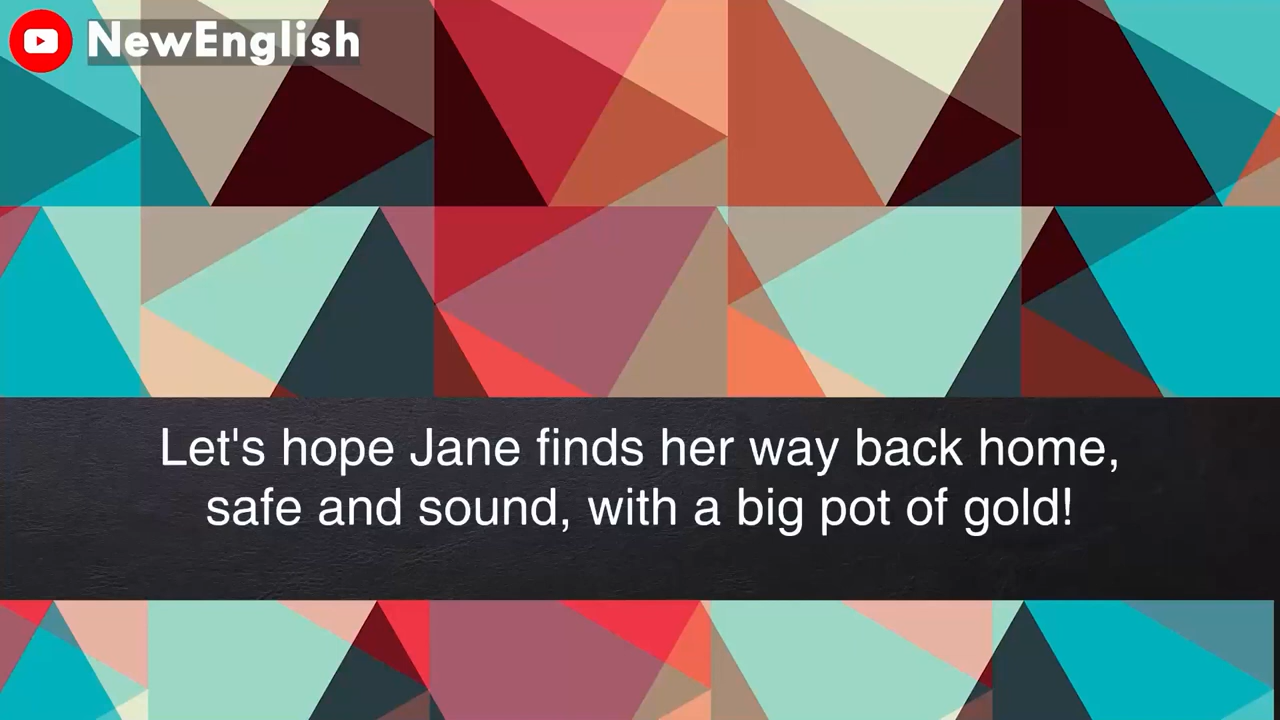 NewEnglish
Let's hope Jane finds her way back home,
safe and sound, with a big pot of gold!